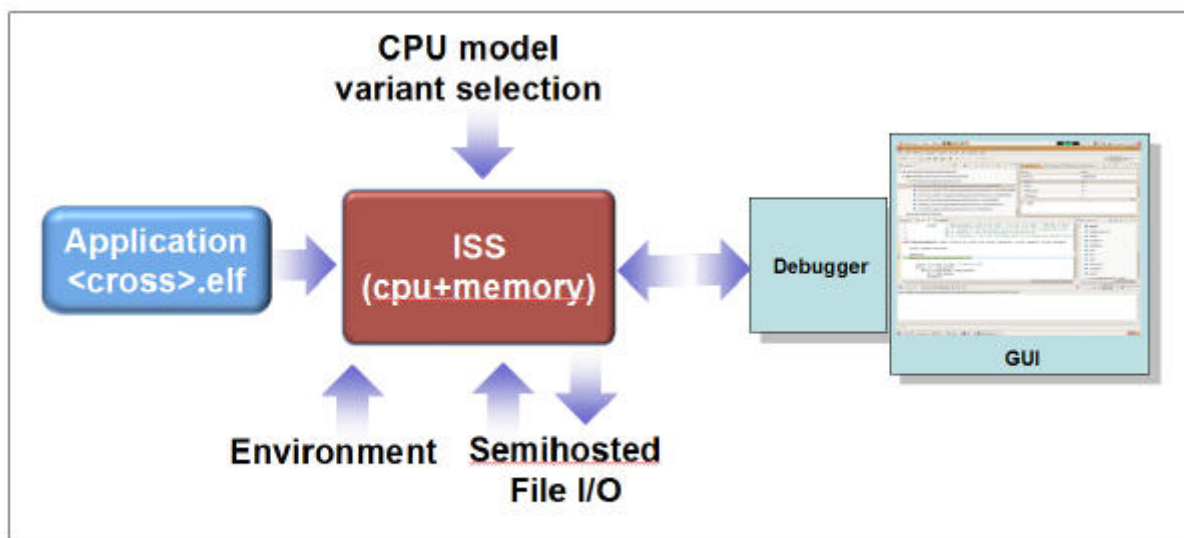 CPU model
variant selection
Application
<cross>.elf
ISS
(cpu+memory)
Debugger
GUI
Environment
Semihosted
File I/O